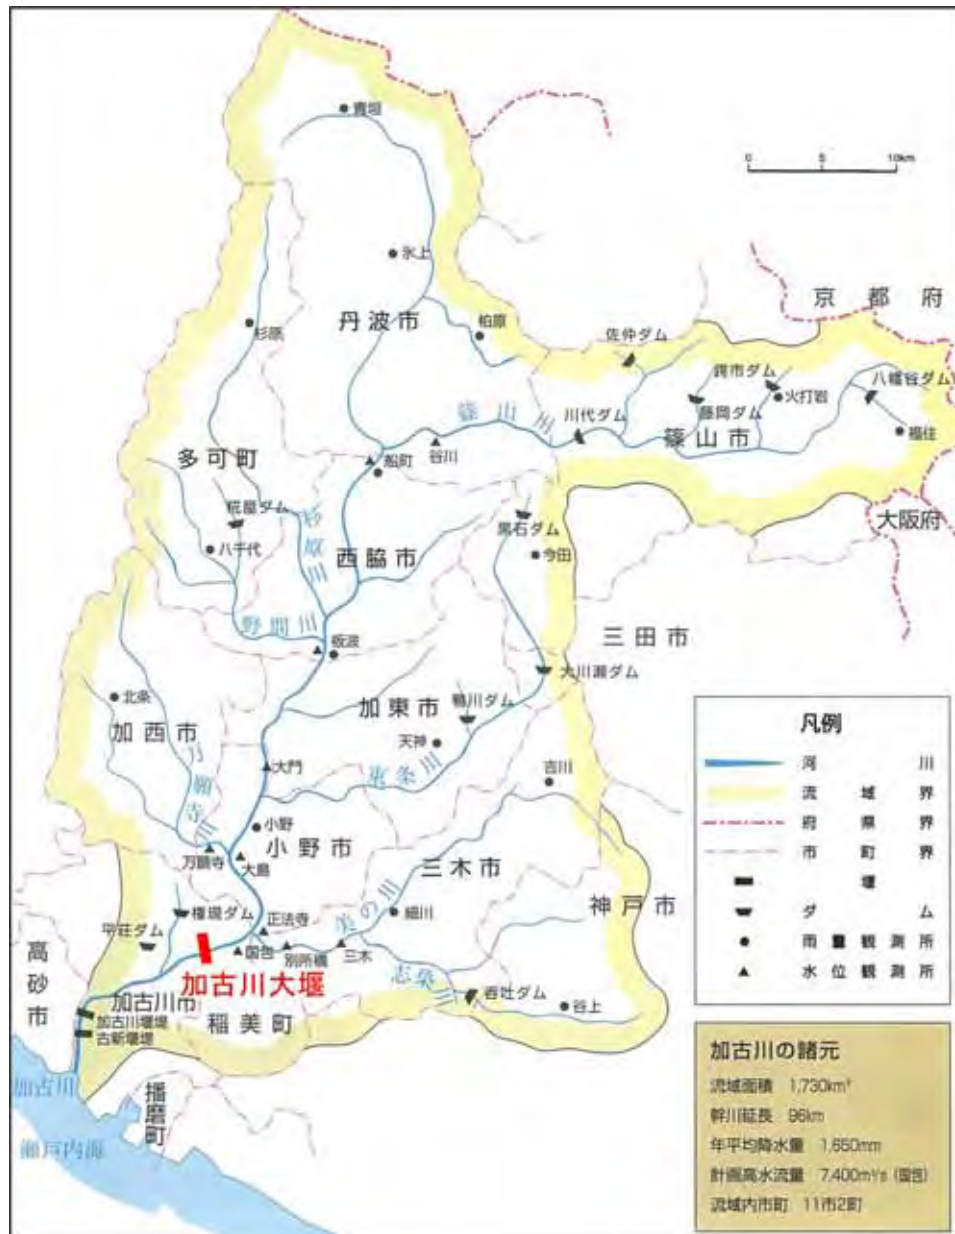 青垣
0 5 10km
氷上
京都府
丹波市
杉原
柏原
佐仲ダム
鍔市ダム
八幡谷ダム
火打岩
藤岡ダム
川代ダム
篠山川
篠山市
福住
谷川
船町
多可町
糀屋ダム
杉原川
黒石ダム
大阪府
八千代
西脇市
今田
野間川
板波
三田市
大川瀬ダム
北条
加東市
鴨川ダム
加西市
天神
万願寺川
大門
東条川
吉川
小野
小野市
万願寺
大島
三木市
美の川
細川
神戸市
権現ダム
正法寺
平荘ダム
国包
別所橋
三木
高砂市
加古川大堰
志染川
呑吐ダム
谷上
加古川市
稲美町
加古川堰堤
古新堰堤
加古川
播磨町
瀬戸内海
凡例
河川
流域界
府県界
市町界
堰
ダム
雨量観測所
水位観測所
加古川の諸元
流域面積 1,730km²
幹川延長 96km
年平均降水量 1,650mm
計画高水流量 7,400m³/s (国包)
流域内市町 11市2町